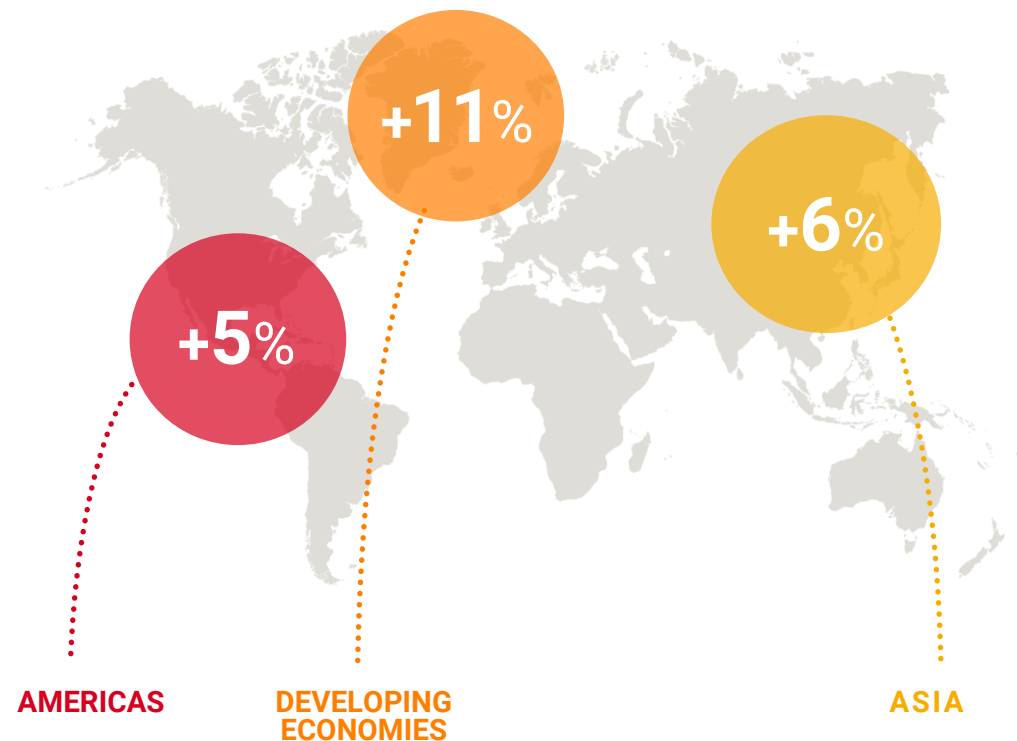 +11%
+6%
+5%
AMERICAS
DEVELOPING
ECONOMIES
ASIA